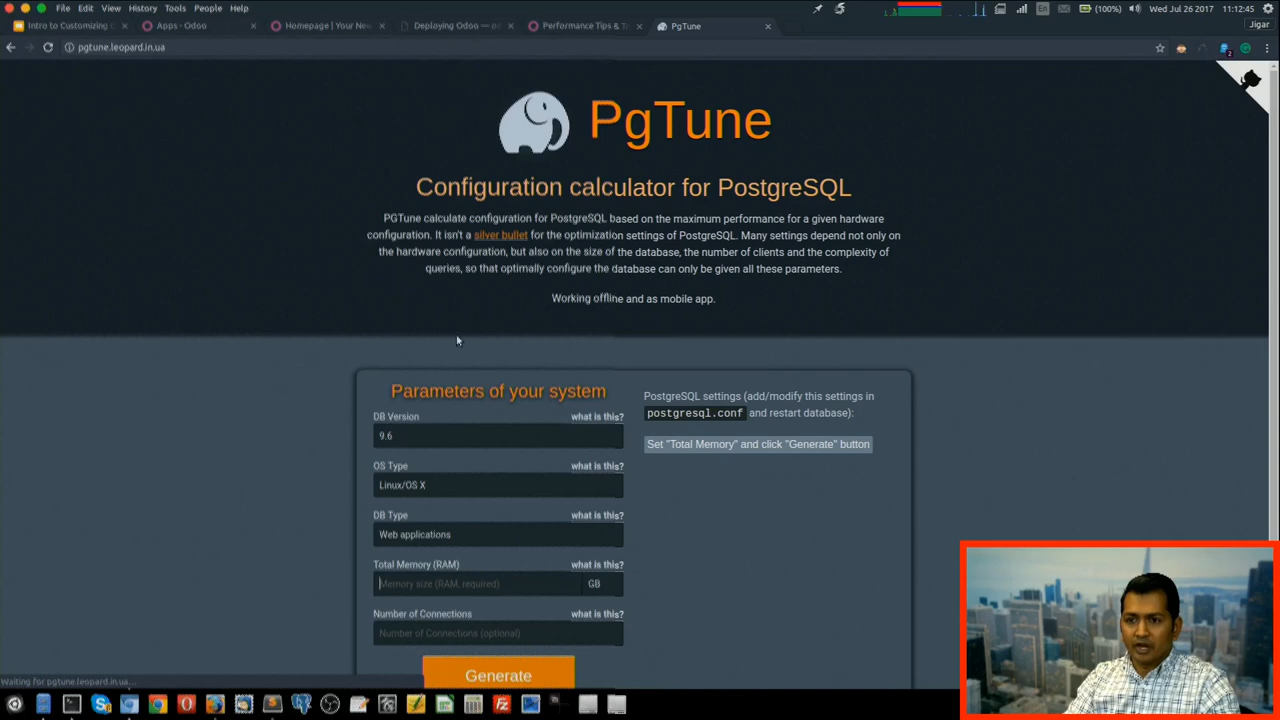 File Edit View History Tools People Help
En (100%) Wed Jul 26 2017 11:12:45
Intro to Customizing Apps - Odoo Homepage | Your Ne Deploying Odoo — oc Performance Tips & T PgTune Jigar
pgtune.leopard.in.ua 2
PgTune
Configuration calculator for PostgreSQL
PGTune calculate configuration for PostgreSQL based on the maximum performance for a given hardware
configuration. It isn't a silver bullet for the optimization settings of PostgreSQL. Many settings depend not only on
the hardware configuration, but also on the size of the database, the number of clients and the complexity of
queries, so that optimally configure the database can only be given all these parameters.
Working offline and as mobile app.
Parameters of your system
DB Version what is this?
9.6
OS Type what is this?
Linux/OS X
DB Type what is this?
Web applications
Total Memory (RAM) what is this?
Memory size (RAM, required) GB
Number of Connections what is this?
Number of Connections (optional)
Generate
PostgreSQL settings (add/modify this settings in
postgresql.conf and restart database):
Set "Total Memory" and click "Generate" button
Waiting for pgtune.leopard.in.ua...